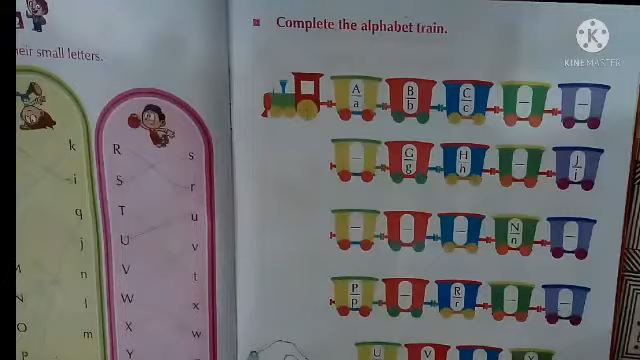 heir small letters.
k
i
q
j
n
l
m
M
N
O
P
R s
S r
T q
U u
V v
W t
X x
Y w
Complete the alphabet train.
A a B b C c
G g H h J j
N n
P p R r
U V Y
KINEMASTER